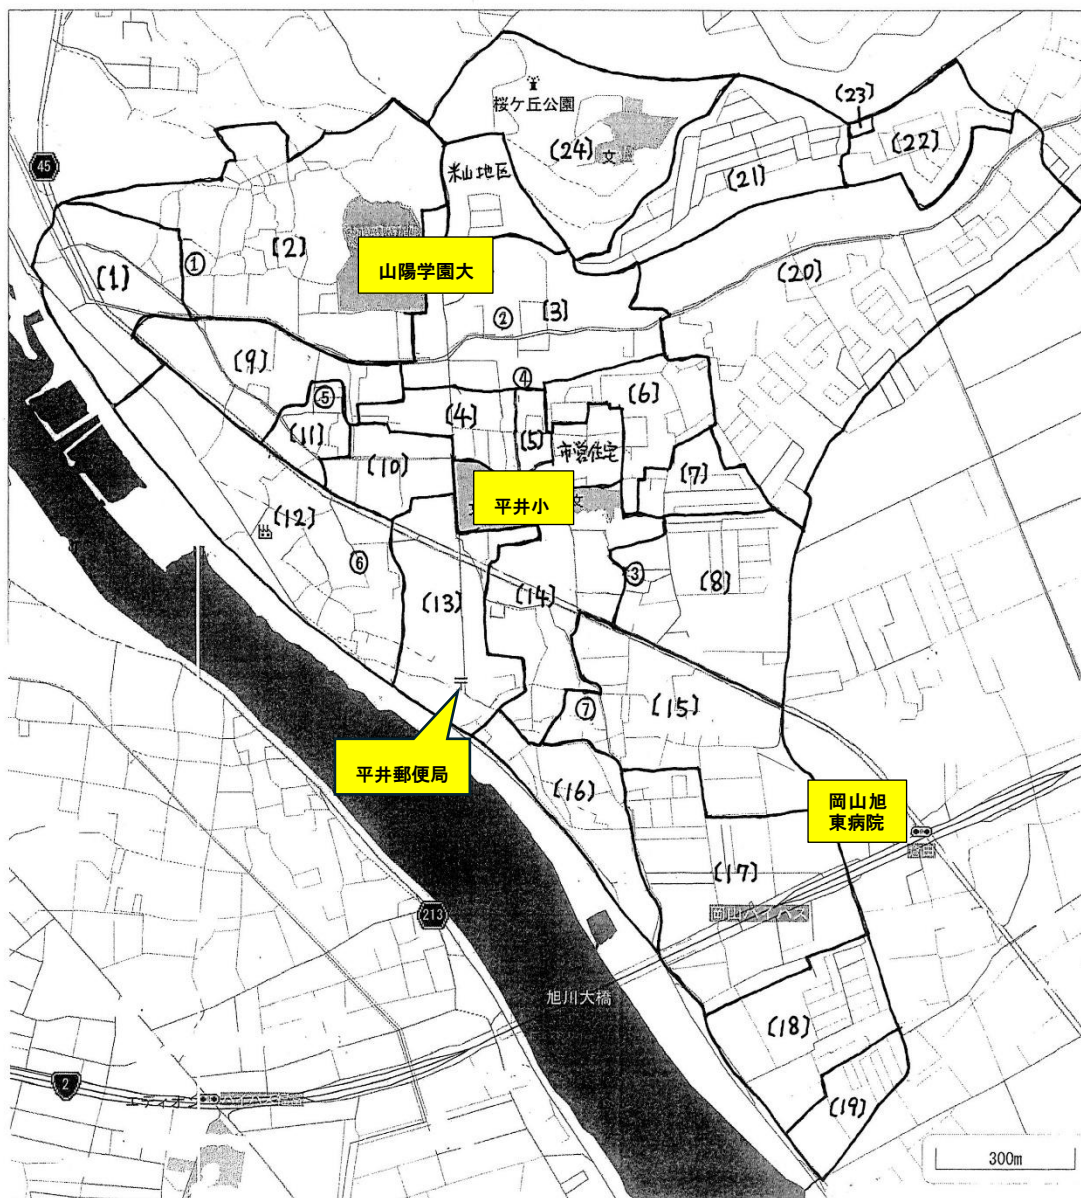 桜ケ丘公園
(23)
(22)
(24)
文
45
米山地区
(21)
[2]
①
山陽学園大
(20)
[1]
②
[3]
[9]
④
[6]
⑤
[4]
(11)
[5]
市営住宅
(10)
[7]
平井小
文
(12)
⑥
③
[8]
(13)
(14)
⑦
(15)
平井郵便局
(16)
岡山旭
東病院
(17)
213
岡山バイパス
旭川大橋
(18)
2
(19)
300m